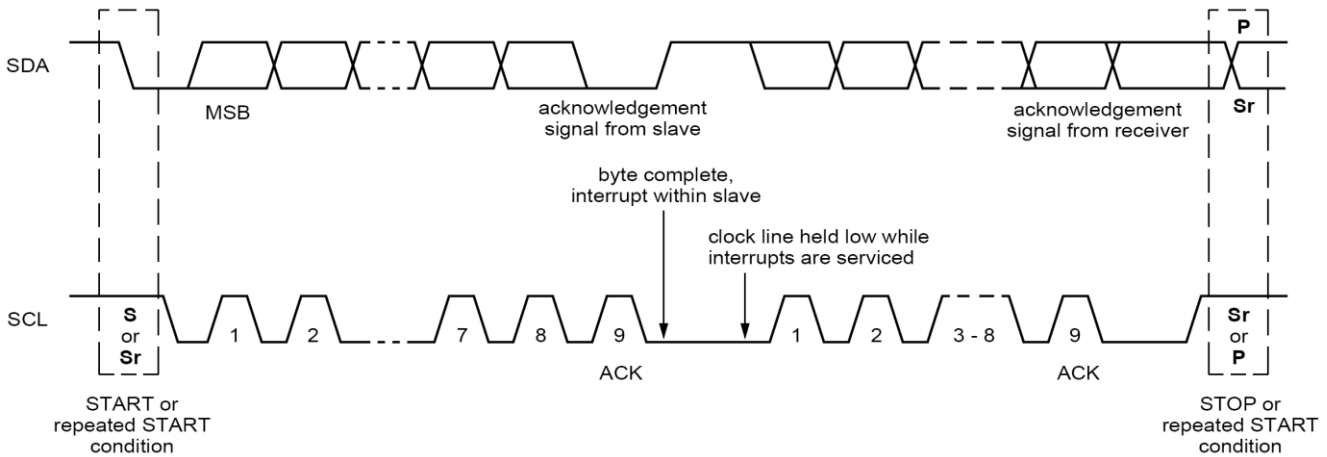 P
SDA
MSB
acknowledgement
signal from slave
acknowledgement
signal from receiver
Sr
byte complete,
interrupt within slave
clock line held low while
interrupts are serviced
SCL
S
or
Sr
1
2
7
8
9
1
2
3 - 8
9
Sr
or
P
ACK
ACK
START or
repeated START
condition
STOP or
repeated START
condition